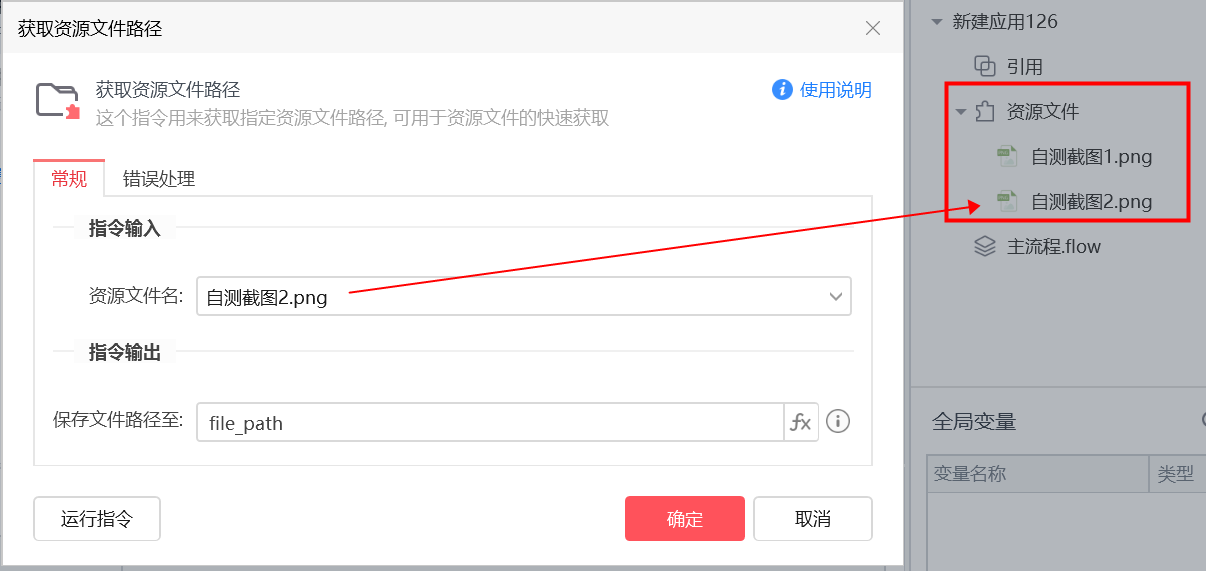 获取资源文件路径
获取资源文件路径
使用说明
这个指令用来获取指定资源文件路径, 可用于资源文件的快速获取
常规
错误处理
指令输入
资源文件名:
自测截图2.png
指令输出
保存文件路径至:
file_path
fx
运行指令
确定
取消
新建应用126
引用
资源文件
自测截图1.png
自测截图2.png
主流程.flow
全局变量
变量名称
类型